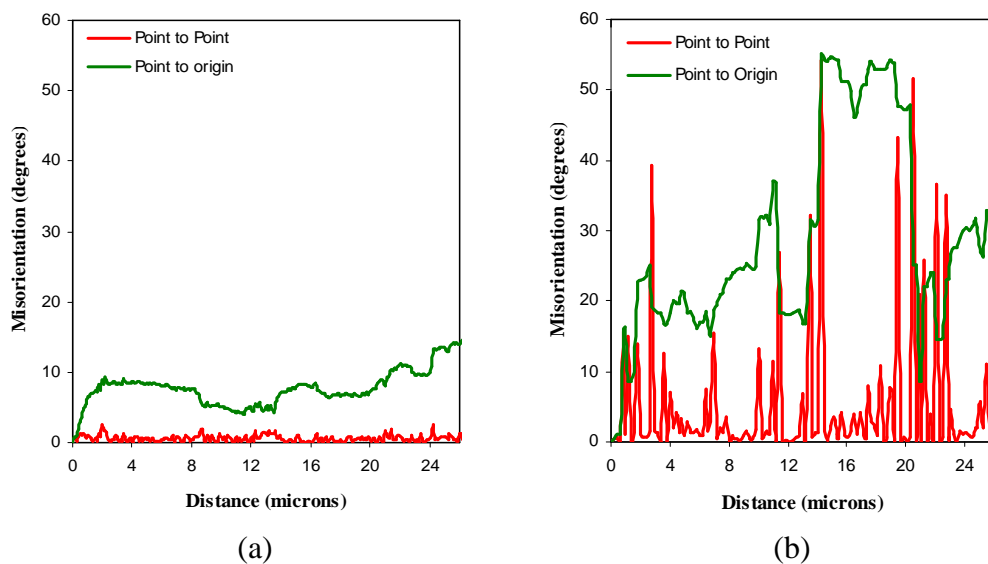 60
50
40
30
20
10
0
Misorientation (degrees)
Point to Point
Point to origin
0 4 8 12 16 20 24
Distance (microns)
(a)
60
50
40
30
20
10
0
Misorientation (degrees)
Point to Point
Point to Origin
0 4 8 12 16 20 24
Distance (microns)
(b)